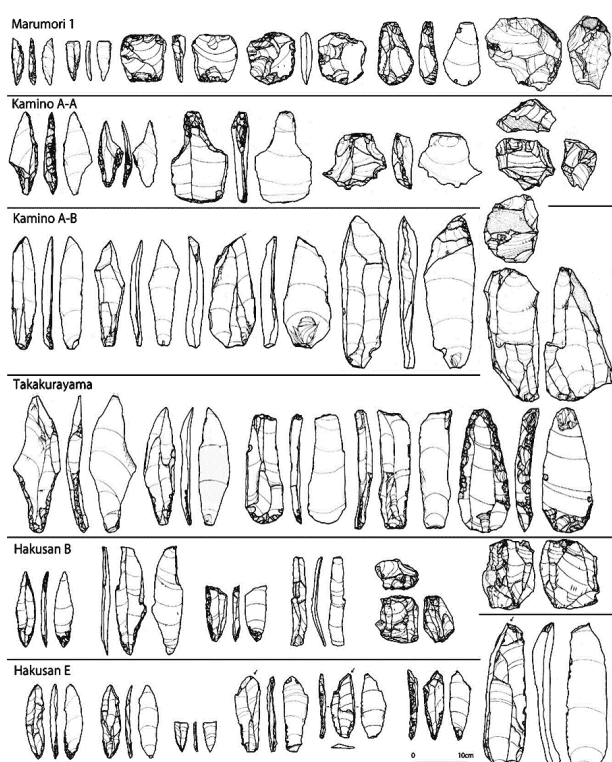 Marumori 1
Kamino A-A
Kamino A-B
Takakurayama
Hakusan B
Hakusan E
0 10cm